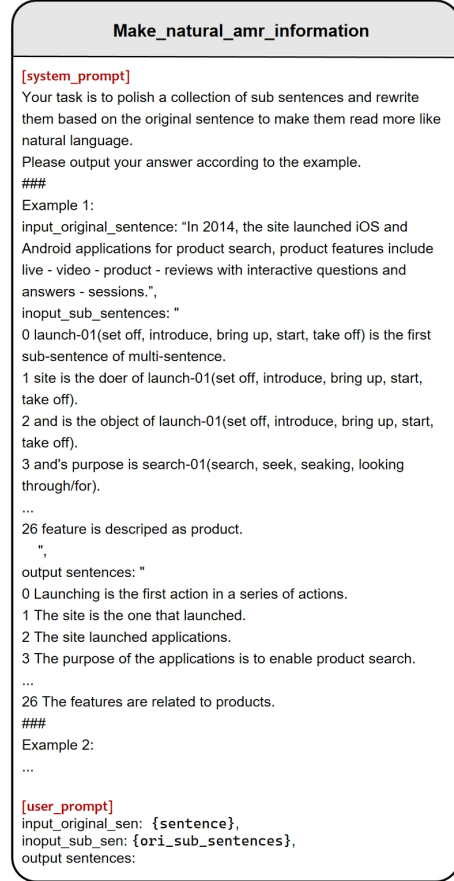 Make_natural_amr_information
[system_prompt]
Your task is to polish a collection of sub sentences and rewrite
them based on the original sentence to make them read more like
natural language.
Please output your answer according to the example.
###
Example 1:
input_original_sentence: “In 2014, the site launched iOS and
Android applications for product search, product features include
live - video - product - reviews with interactive questions and
answers - sessions.”,
inoput_sub_sentences: "
0 launch-01(set off, introduce, bring up, start, take off) is the first
sub-sentence of multi-sentence.
1 site is the doer of launch-01(set off, introduce, bring up, start,
take off).
2 and is the object of launch-01(set off, introduce, bring up, start,
take off).
3 and's purpose is search-01(search, seek, seaking, looking
through/for).
...
26 feature is descriped as product.
",
output sentences: "
0 Launching is the first action in a series of actions.
1 The site is the one that launched.
2 The site launched applications.
3 The purpose of the applications is to enable product search.
...
26 The features are related to products.
###
Example 2:
...
[user_prompt]
input_original_sen: {sentence},
inoput_sub_sen: {ori_sub_sentences},
output sentences: